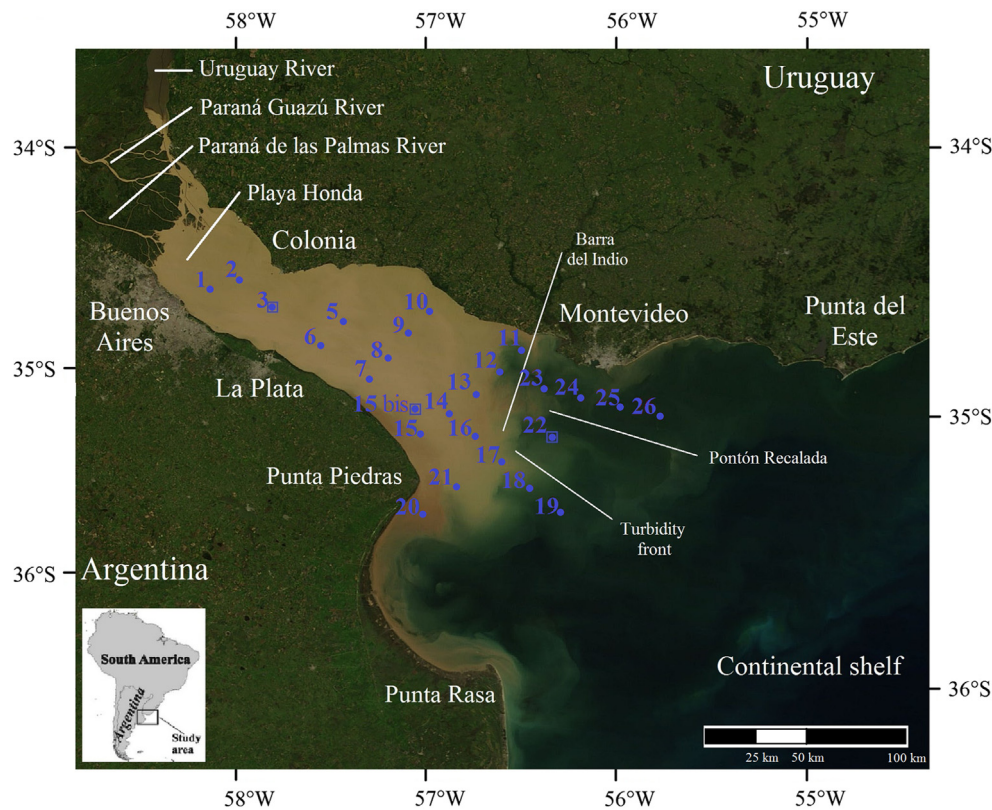 58°W 57°W 56°W 55°W
Uruguay River
Uruguay
Paraná Guazú River
34°S
34°S
Paraná de las Palmas River
Playa Honda
Colonia
Barra
del Indio
1 2 3 5 6 7 8 9 10
Buenos
Aires
Montevideo
Punta del
Este
11 12 13 14 15 bis 15 16
23 24 25 26
35°S
La Plata
35°S
22
Pontón Recalada
Punta Piedras
17 18 19 20 21
Turbidity
front
36°S
Argentina
South America
Argentina
Study
area
Continental shelf
Punta Rasa
36°S
25 km 50 km 100 km
58°W 57°W 56°W 55°W